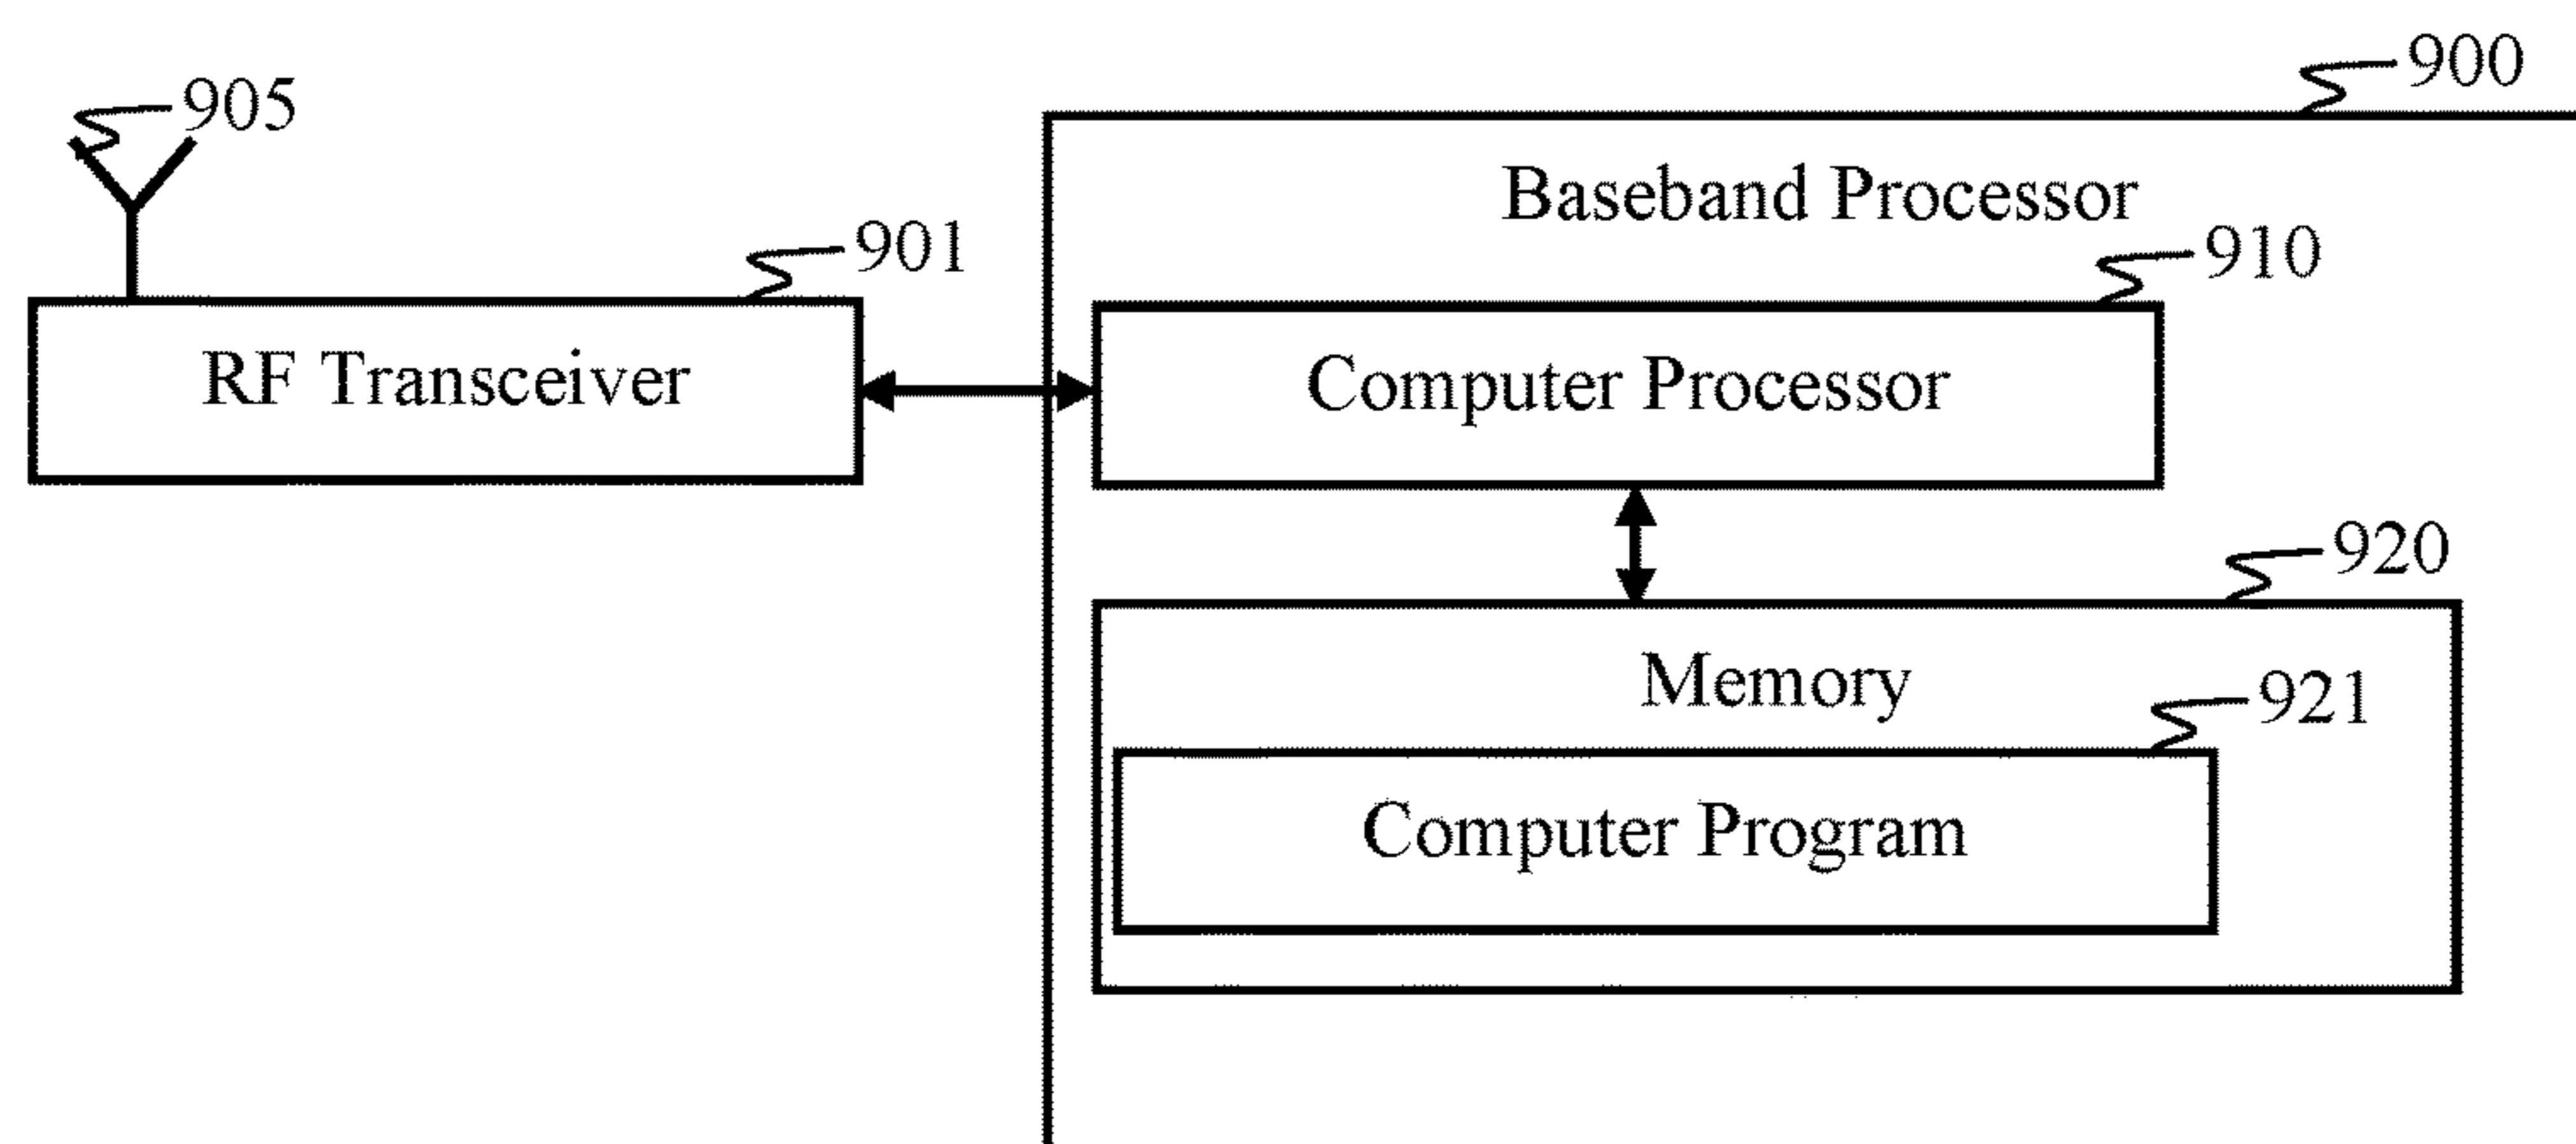 900
905
Baseband Processor
901
910
RF Transceiver
Computer Processor
920
Memory
921
Computer Program